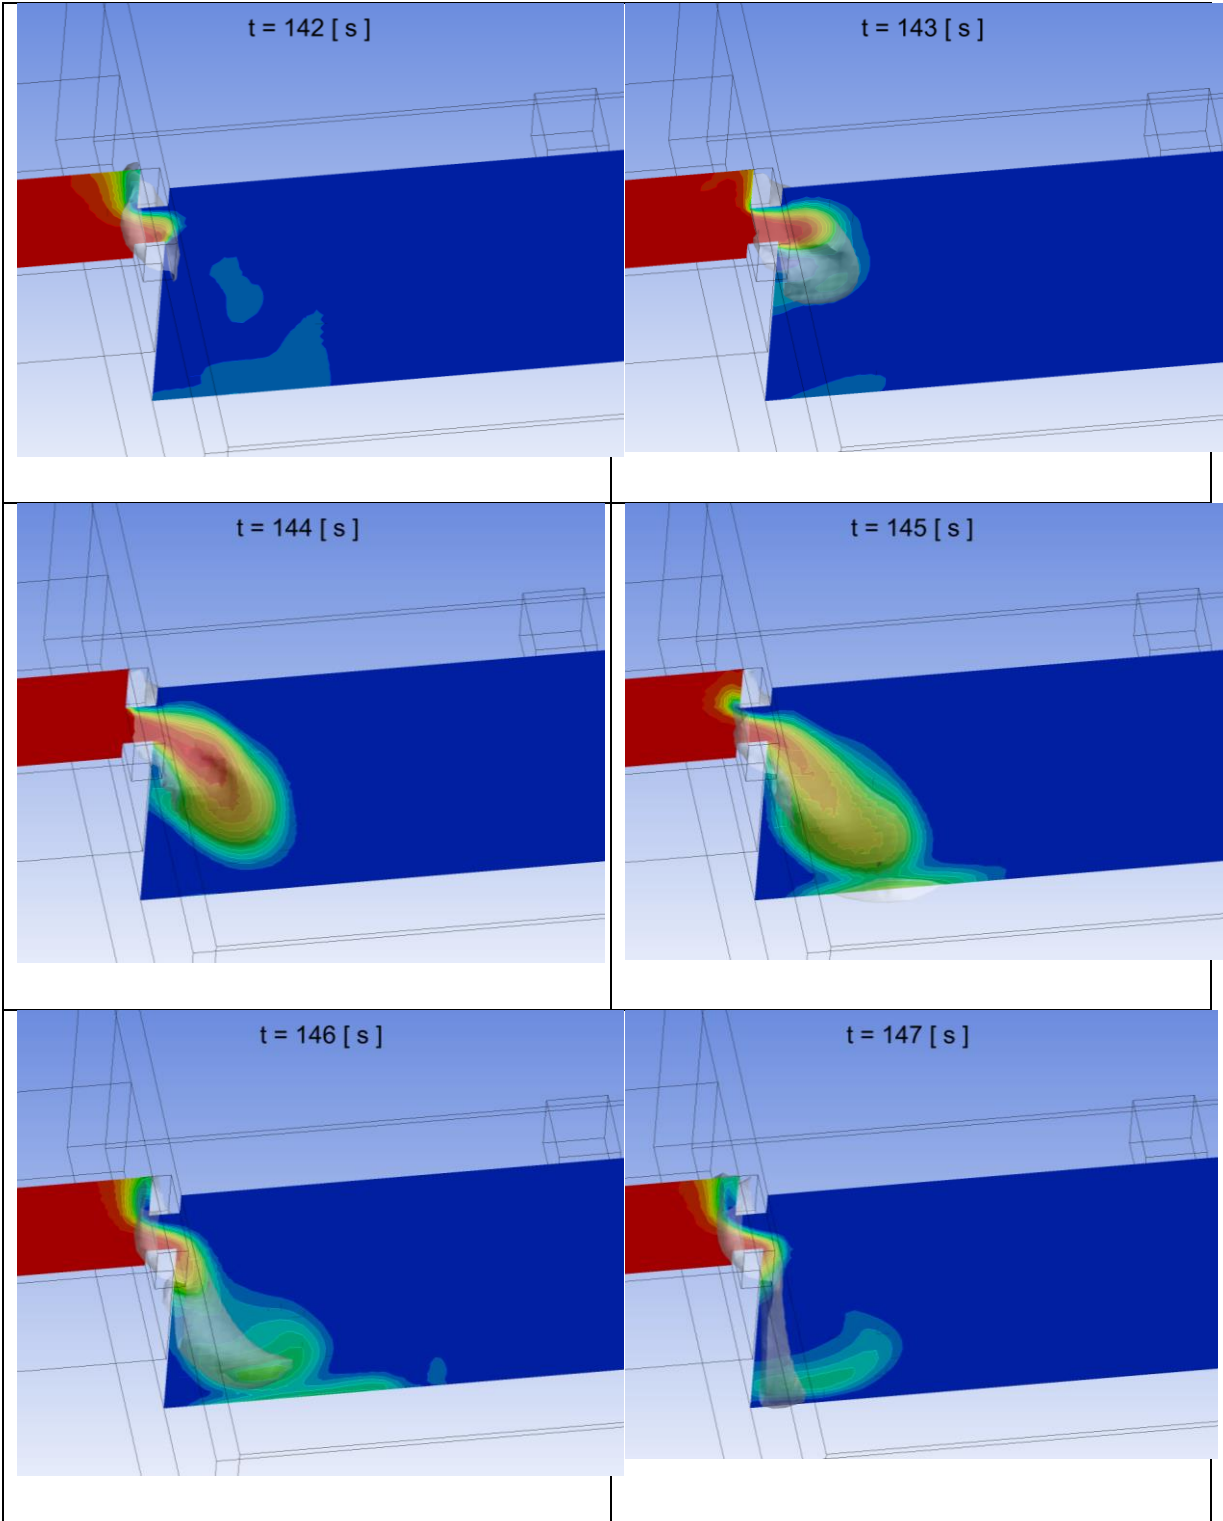 t = 142 [ s ]
t = 143 [ s ]
t = 144 [ s ]
t = 145 [ s ]
t = 146 [ s ]
t = 147 [ s ]